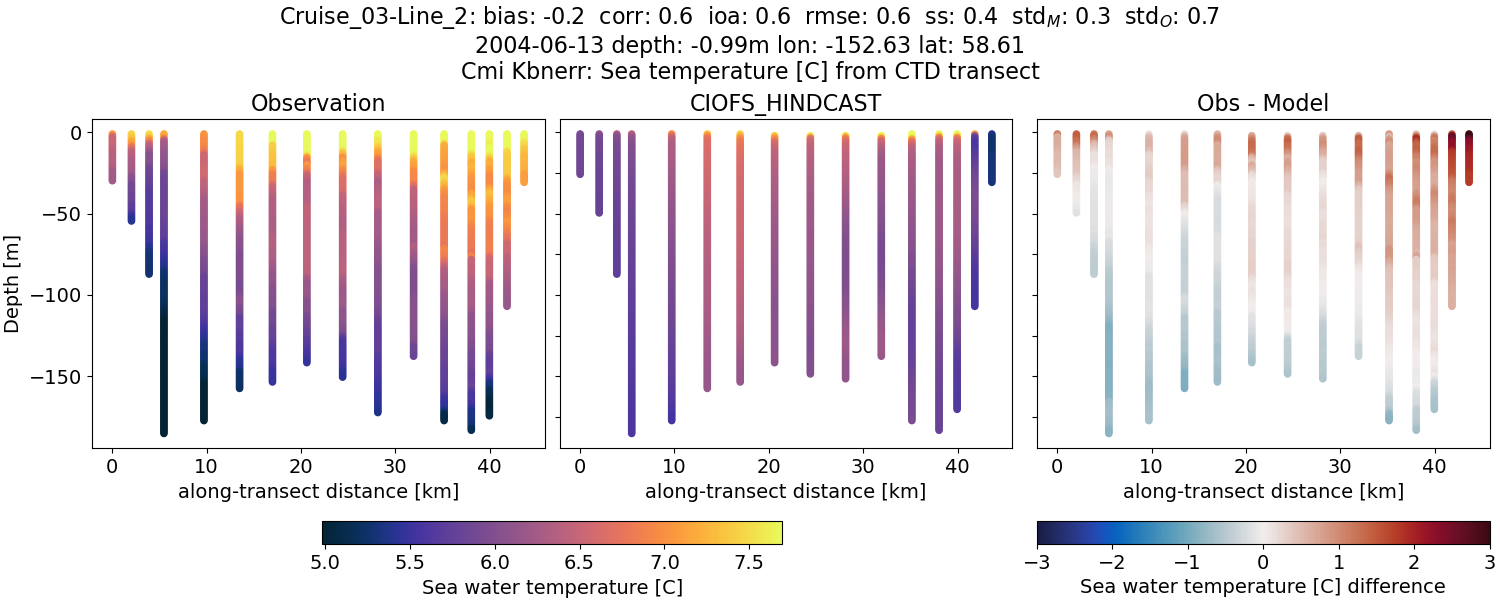 Cruise_03-Line_2: bias: -0.2  corr: 0.6  ioa: 0.6  rmse: 0.6  ss: 0.4  std_M: 0.3  std_O: 0.7
2004-06-13 depth: -0.99m lon: -152.63 lat: 58.61
Cmi Kbnerr: Sea temperature [C] from CTD transect
Observation
CIOFS_HINDCAST
Obs - Model
Depth [m]
0
−50
−100
−150
0 10 20 30 40
0 10 20 30 40
0 10 20 30 40
along-transect distance [km]
along-transect distance [km]
along-transect distance [km]
5.0 5.5 6.0 6.5 7.0 7.5
Sea water temperature [C]
−3 −2 −1 0 1 2 3
Sea water temperature [C] difference